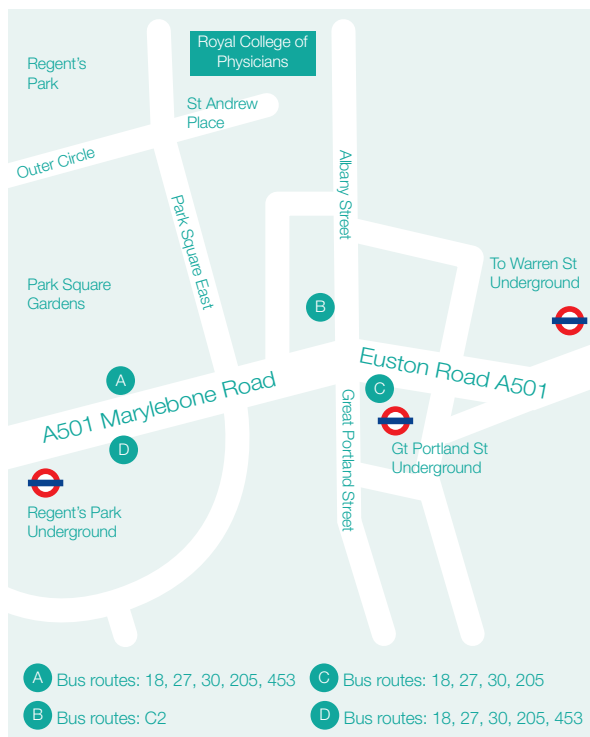 Royal College of
Physicians
Regent's
Park
St Andrew
Place
Outer Circle
Albany Street
Park Square East
To Warren St
Underground
Park Square
Gardens
B
Euston Road A501
A
C
A501 Marylebone Road
Great Portland Street
D
Gt Portland St
Underground
Regent's Park
Underground
A Bus routes: 18, 27, 30, 205, 453
C Bus routes: 18, 27, 30, 205
B Bus routes: C2
D Bus routes: 18, 27, 30, 205, 453